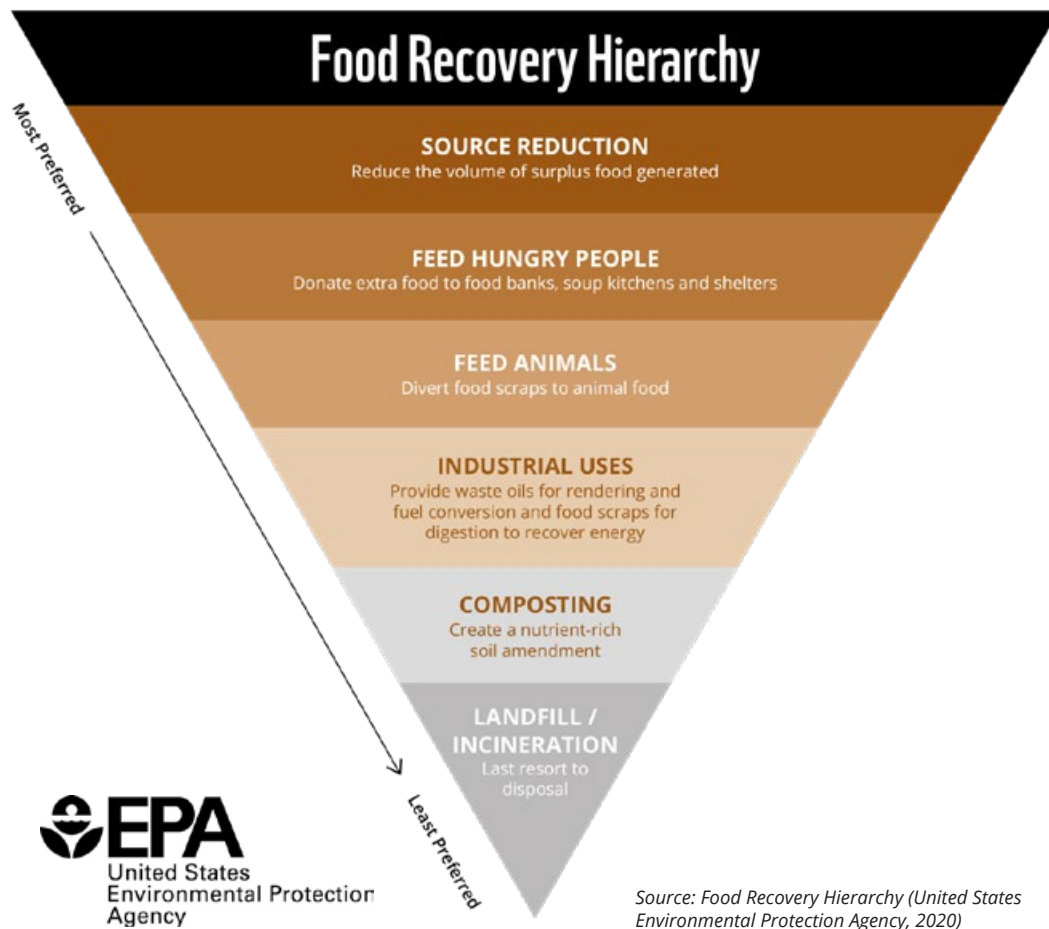 Food Recovery Hierarchy
Most Preferred
SOURCE REDUCTION
Reduce the volume of surplus food generated
FEED HUNGRY PEOPLE
Donate extra food to food banks, soup kitchens and shelters
FEED ANIMALS
Divert food scraps to animal food
INDUSTRIAL USES
Provide waste oils for rendering and
fuel conversion and food scraps for
digestion to recover energy
COMPOSTING
Create a nutrient-rich
soil amendment
LANDFILL /
INCINERATION
Last resort to
disposal
Least Preferred
EPA
United States
Environmental Protection
Agency
Source: Food Recovery Hierarchy (United States
Environmental Protection Agency, 2020)